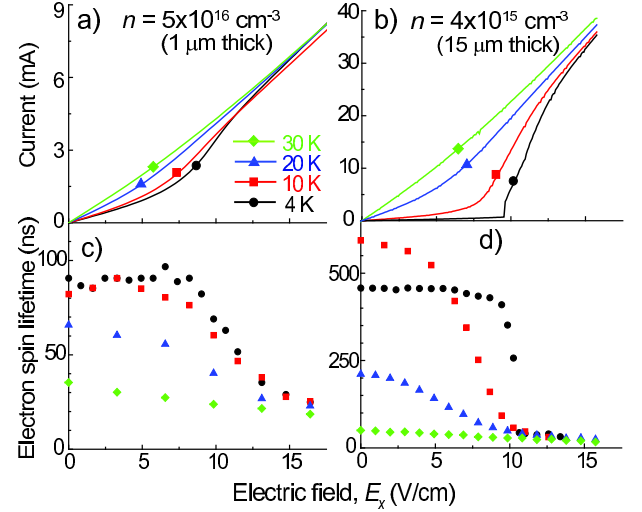 a) n = 5x10^16 cm^-3
(1 μm thick)
b) n = 4x10^15 cm^-3
(15 μm thick)
Current (mA)
9
6
3
0
40
30
20
10
0
30 K
20 K
10 K
4 K
c)
d)
Electron spin lifetime (ns)
100
50
0
500
250
0
0 5 10 15
0 5 10 15
Electric field, Ex (V/cm)